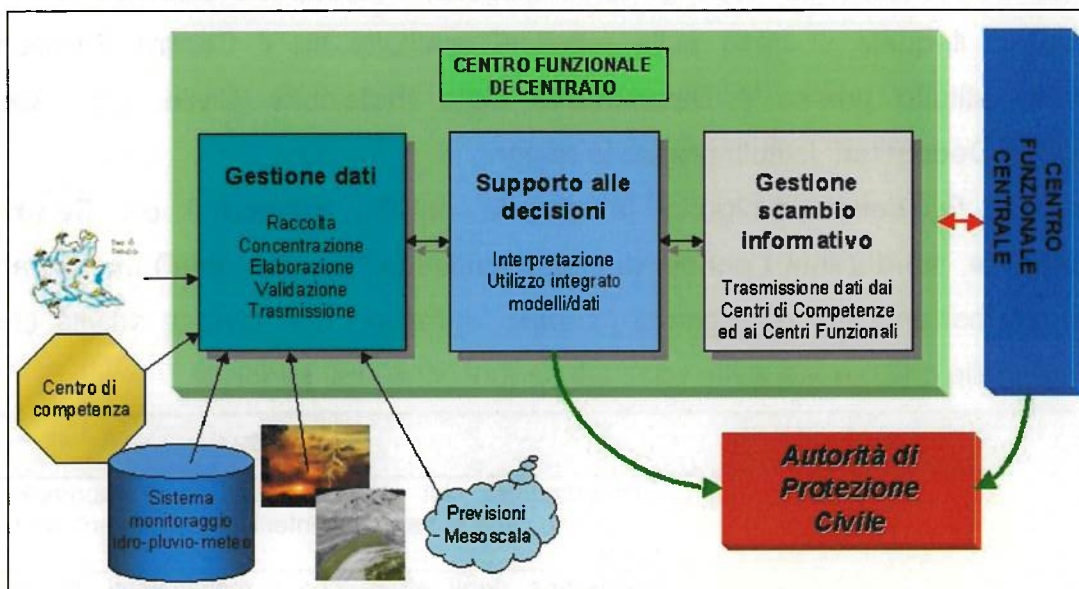 CENTRO FUNZIONALE
DECENTRATO
Gestione dati
Raccolta
Concentrazione
Elaborazione
Validazione
Trasmissione
Supporto alle
decisioni
Interpretazione
Utilizzo integrato
modelli/dati
Gestione
scambio
informativo
Trasmissione dati dai
Centri di Competenze
ed ai Centri Funzionali
CENTRO
FUNZIONALE
CENTRALE
Centro di
competenza
Sistema
monitoraggio
idro-pluvio-meteo
Previsioni
- Mesoscala
Autorità di
Protezione
Civile